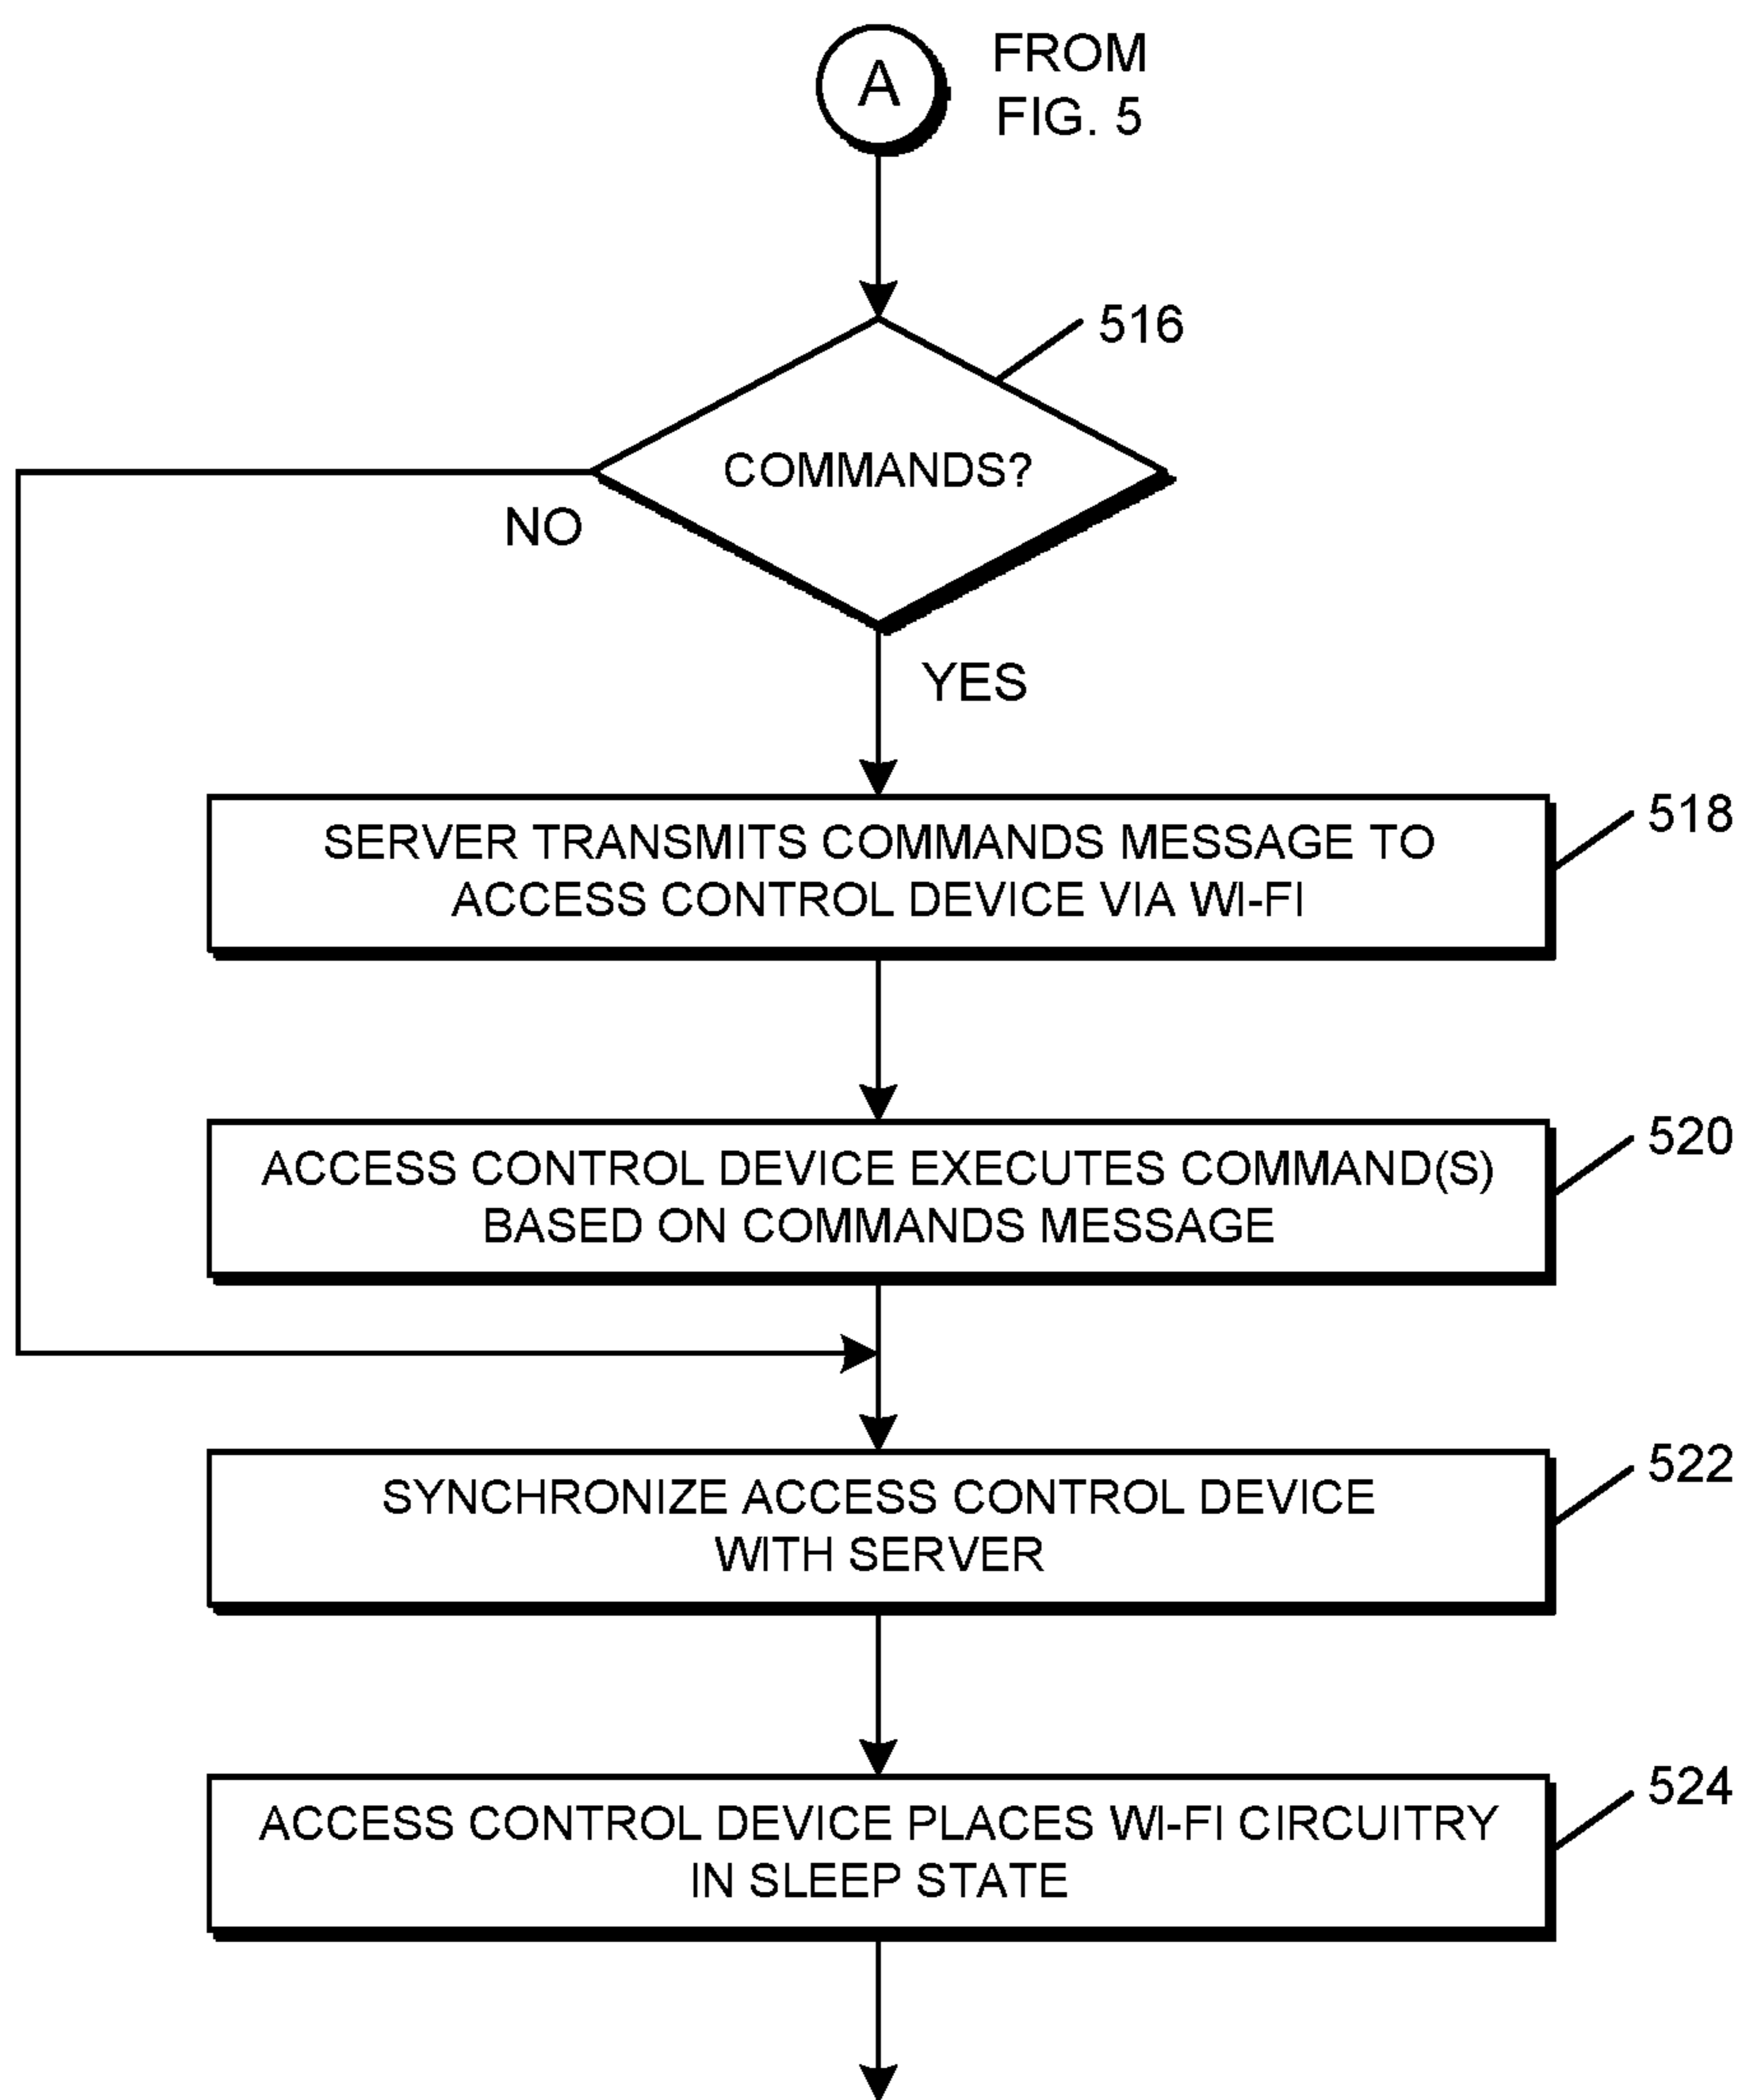 A
FROM
FIG. 5
516
COMMANDS?
NO
YES
518
SERVER TRANSMITS COMMANDS MESSAGE TO
ACCESS CONTROL DEVICE VIA WI-FI
520
ACCESS CONTROL DEVICE EXECUTES COMMAND(S)
BASED ON COMMANDS MESSAGE
522
SYNCHRONIZE ACCESS CONTROL DEVICE
WITH SERVER
524
ACCESS CONTROL DEVICE PLACES WI-FI CIRCUITRY
IN SLEEP STATE